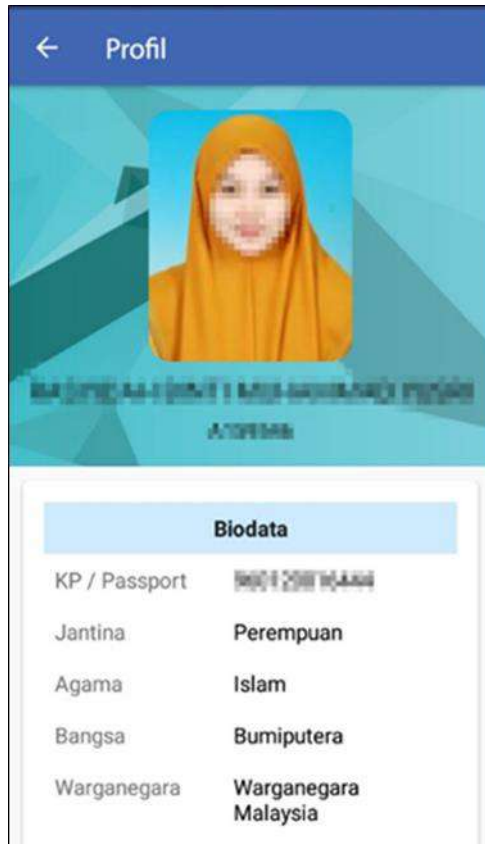 Profil
Biodata
KP / Passport
Jantina Perempuan
Agama Islam
Bangsa Bumiputera
Warganegara Warganegara
Malaysia